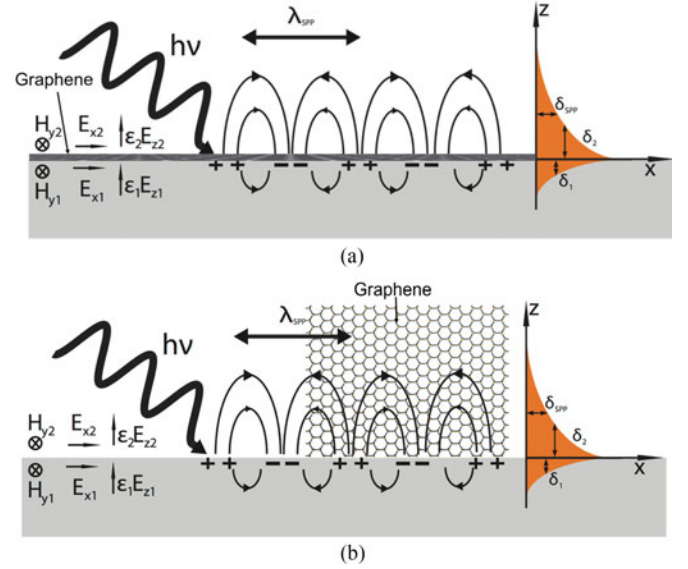 z
λSPP
hν
Graphene
δSPP
Hy2
Ex2
ε2Ez2
δ2
+ + − − + + − − + +
x
Hy1
Ex1
ε1Ez1
δ1
(a)
Graphene
z
λSPP
hν
δSPP
Hy2
Ex2
ε2Ez2
δ2
+ + − − + + − − + +
x
Hy1
Ex1
ε1Ez1
δ1
(b)